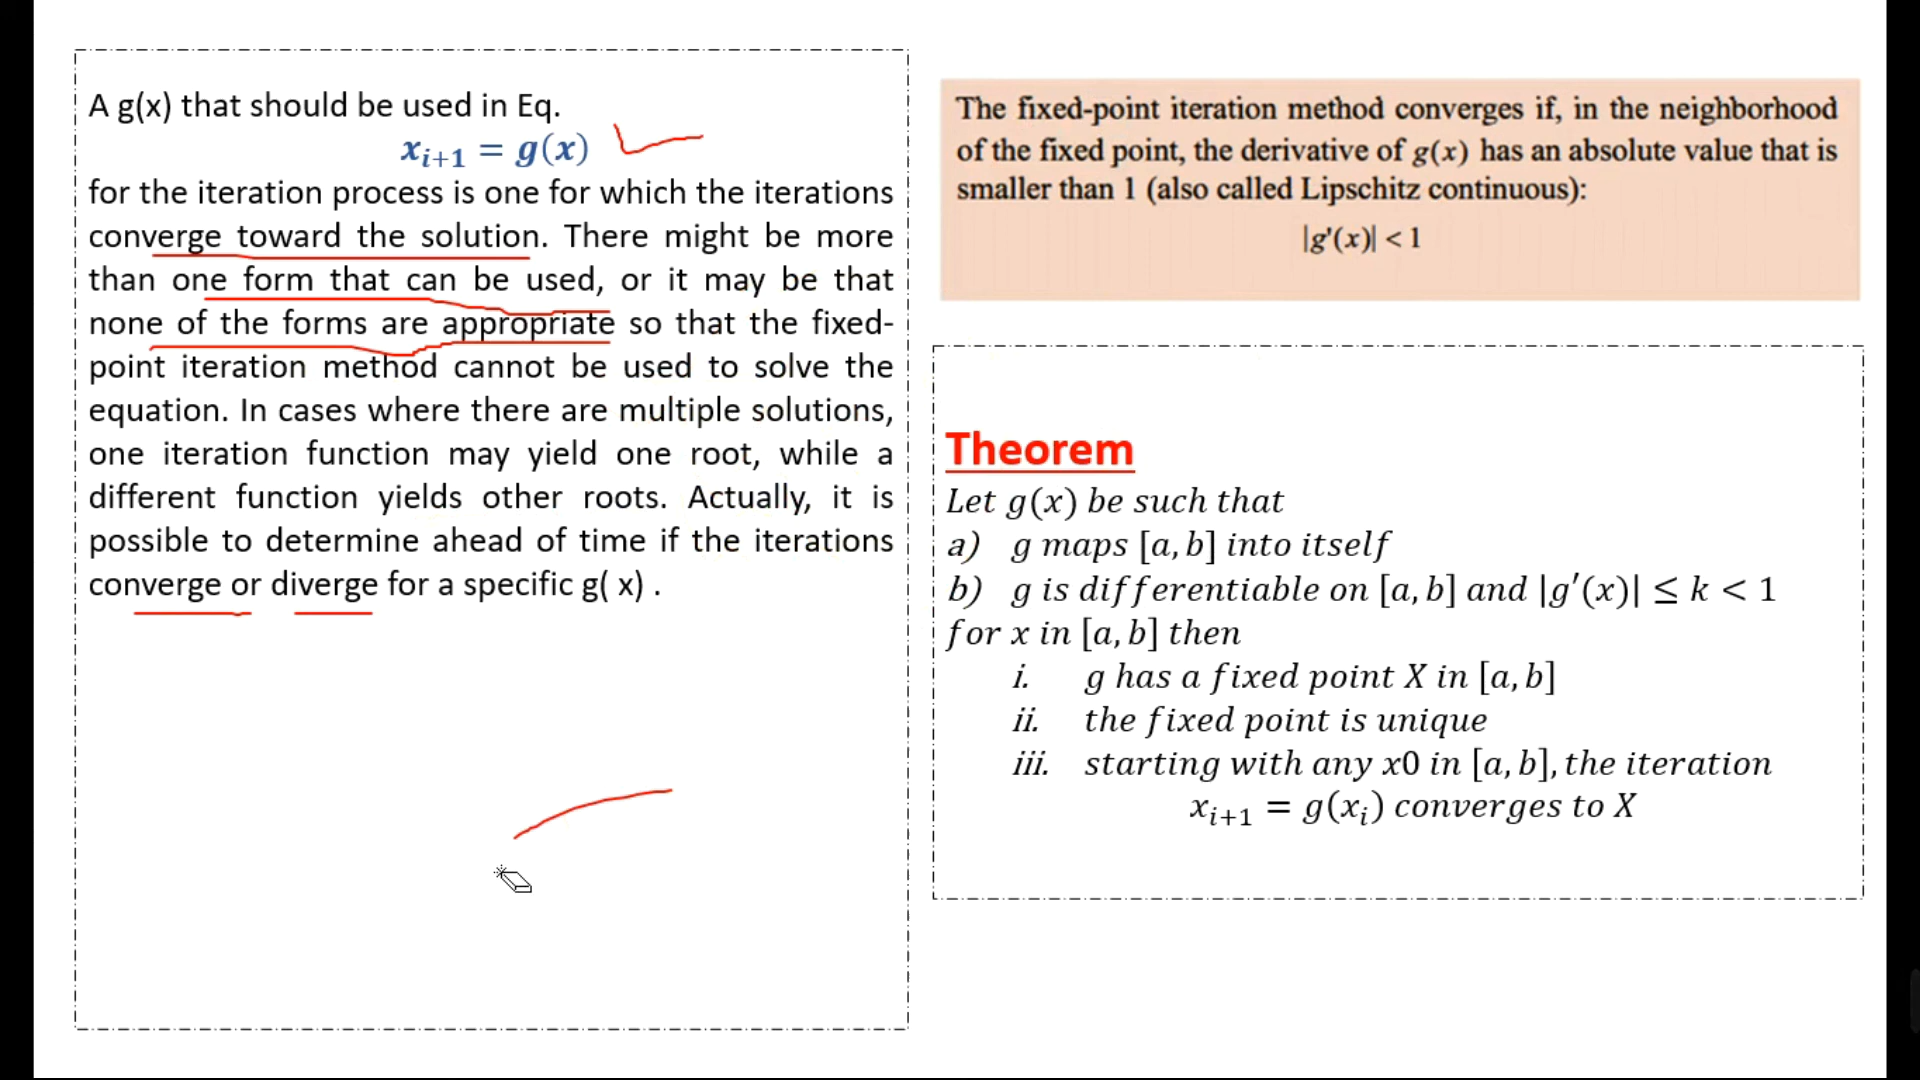 A g(x) that should be used in Eq.
xᵢ₊₁ = g(x)
for the iteration process is one for which the iterations
converge toward the solution. There might be more
than one form that can be used, or it may be that
none of the forms are appropriate so that the fixed-
point iteration method cannot be used to solve the
equation. In cases where there are multiple solutions,
one iteration function may yield one root, while a
different function yields other roots. Actually, it is
possible to determine ahead of time if the iterations
converge or diverge for a specific g( x) .
The fixed-point iteration method converges if, in the neighborhood
of the fixed point, the derivative of g(x) has an absolute value that is
smaller than 1 (also called Lipschitz continuous):
|g'(x)| < 1
Theorem
Let g(x) be such that
a) g maps [a, b] into itself
b) g is differentiable on [a, b] and |g′(x)| ≤ k < 1
for x in [a, b] then
i. g has a fixed point X in [a, b]
ii. the fixed point is unique
iii. starting with any x0 in [a, b], the iteration
xᵢ₊₁ = g(xᵢ) converges to X